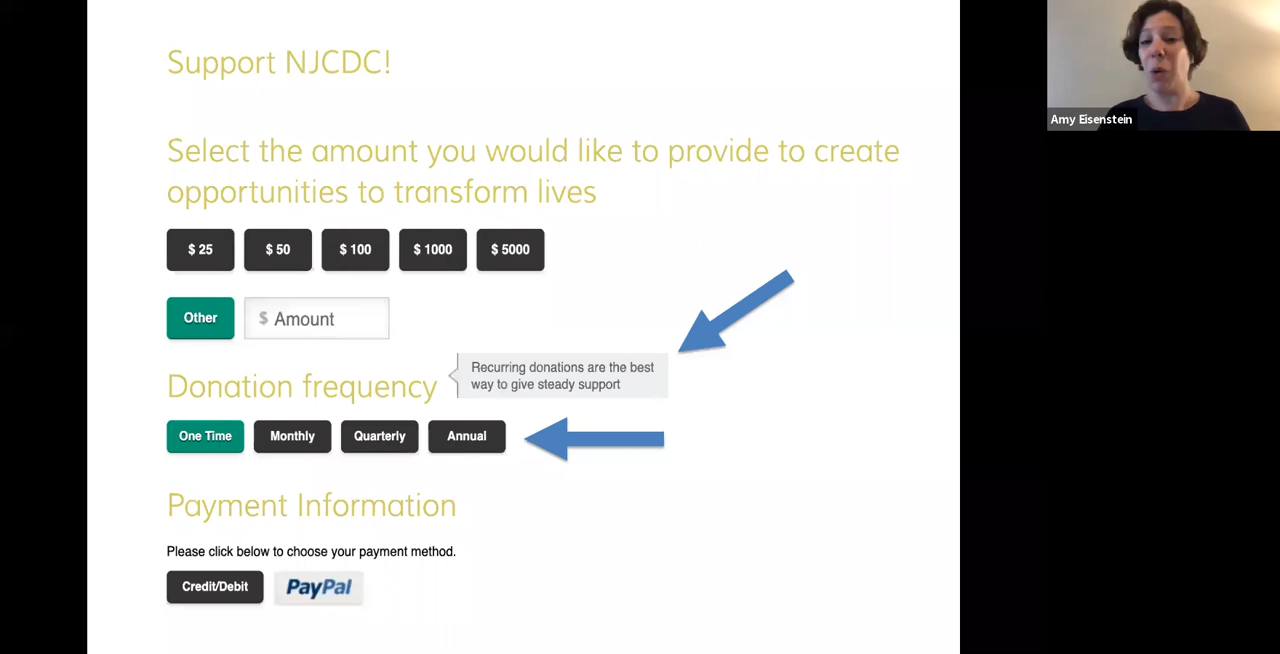 Support NJCDC!
Select the amount you would like to provide to create
opportunities to transform lives
$ 25
$ 50
$ 100
$ 1000
$ 5000
Other
$ Amount
Recurring donations are the best
way to give steady support
Donation frequency
One Time
Monthly
Quarterly
Annual
Payment Information
Please click below to choose your payment method.
Credit/Debit
PayPal
Amy Eisenstein